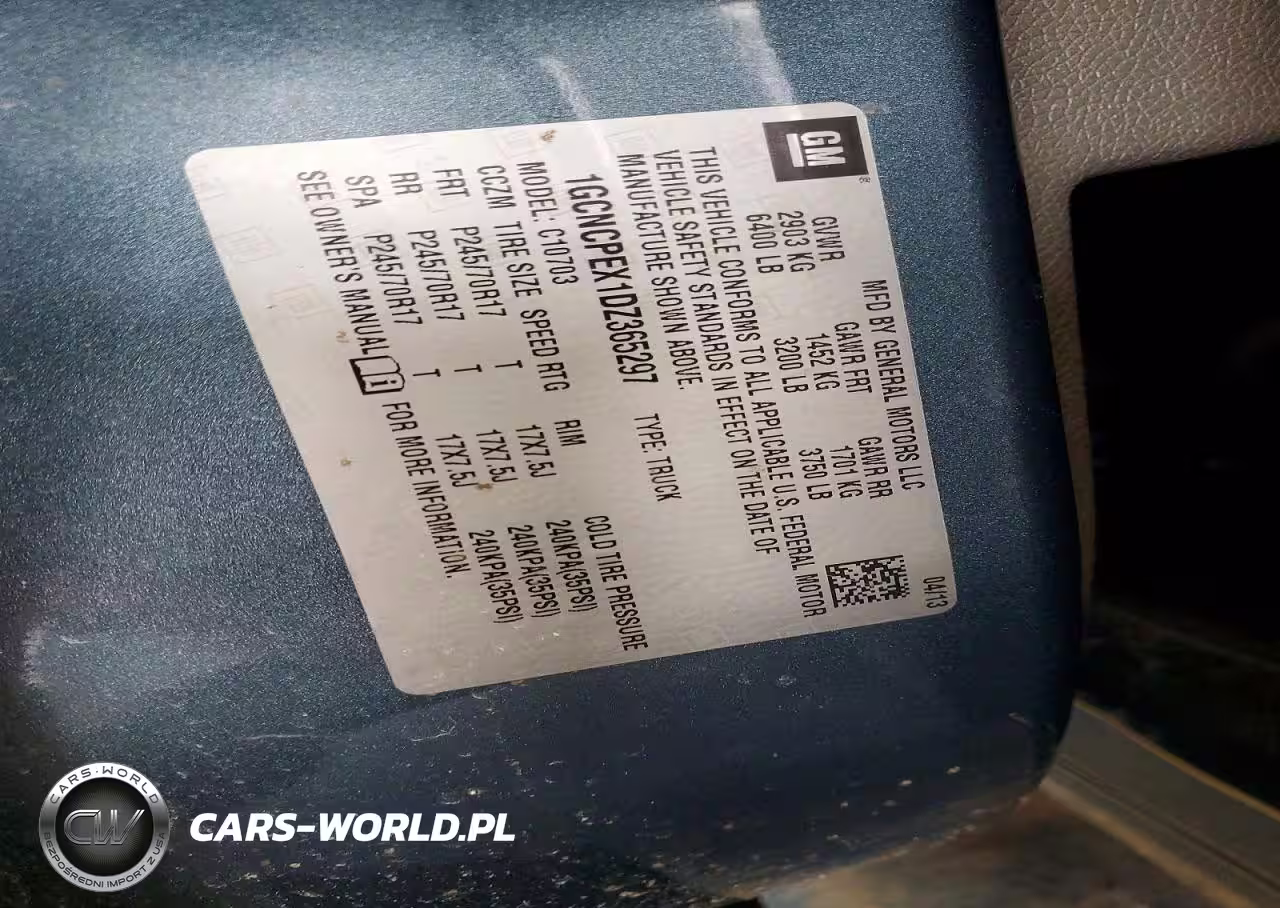 GM
MFD BY GENERAL MOTORS LLC 04/13
GVWR GAWR FRT GAWR RR
2903 KG 1452 KG 1701 KG
6400 LB 3200 LB 3750 LB
THIS VEHICLE CONFORMS TO ALL APPLICABLE U.S. FEDERAL MOTOR
VEHICLE SAFETY STANDARDS IN EFFECT ON THE DATE OF
MANUFACTURE SHOWN ABOVE.
1GCNCPEX1DZ365297 TYPE: TRUCK
MODEL: C10703
CCZM TIRE SIZE SPEED RTG RIM COLD TIRE PRESSURE
FRT P245/70R17 T 17X7.5J 240KPA(35PSI)
RR P245/70R17 T 17X7.5J 240KPA(35PSI)
SPA P245/70R17 T 17X7.5J 240KPA(35PSI)
SEE OWNER'S MANUAL FOR MORE INFORMATION.
CARS-WORLD
CW
BEZPOŚREDNI IMPORT Z USA
CARS-WORLD.PL